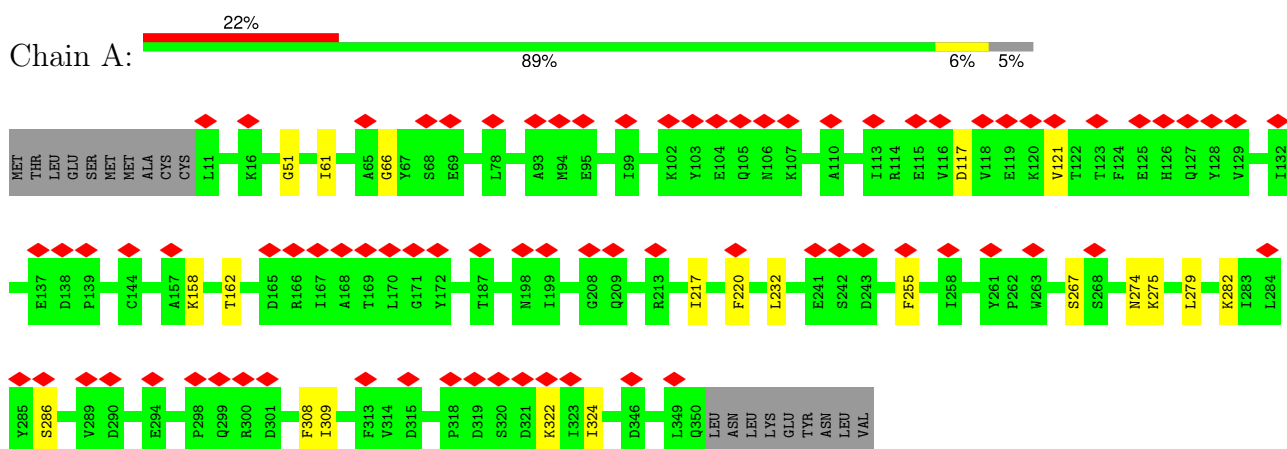 22%
Chain A:
89% 6% 5%
MET THR LEU GLU SER MET MET ALA CYS CYS L11 K16 G51 I61 A65 G66 Y67 S68 E69 L78 A93 M94 E95 I99 K102 Y103 E104 Q105 N106 K107 A110 I113 R114 E115 V116 D117 V118 E119 K120 V121 T122 T123 F124 E125 H126 Q127 Y128 V129 I132
E137 D138 P139 C144 A157 K158 T162 D165 R166 I167 A168 T169 L170 G171 Y172 T187 N198 I199 G208 Q209 R213 I217 F220 L232 E241 S242 D243 F255 I258 Y261 P262 W263 S267 S268 N274 K275 L279 K282 I283 L284
Y285 S286 V289 D290 E294 P298 Q299 R300 D301 F308 I309 F313 V314 D315 P318 D319 S320 D321 K322 I323 I324 D346 L349 Q350 LEU ASN LEU LYS GLU TYR ASN LEU VAL